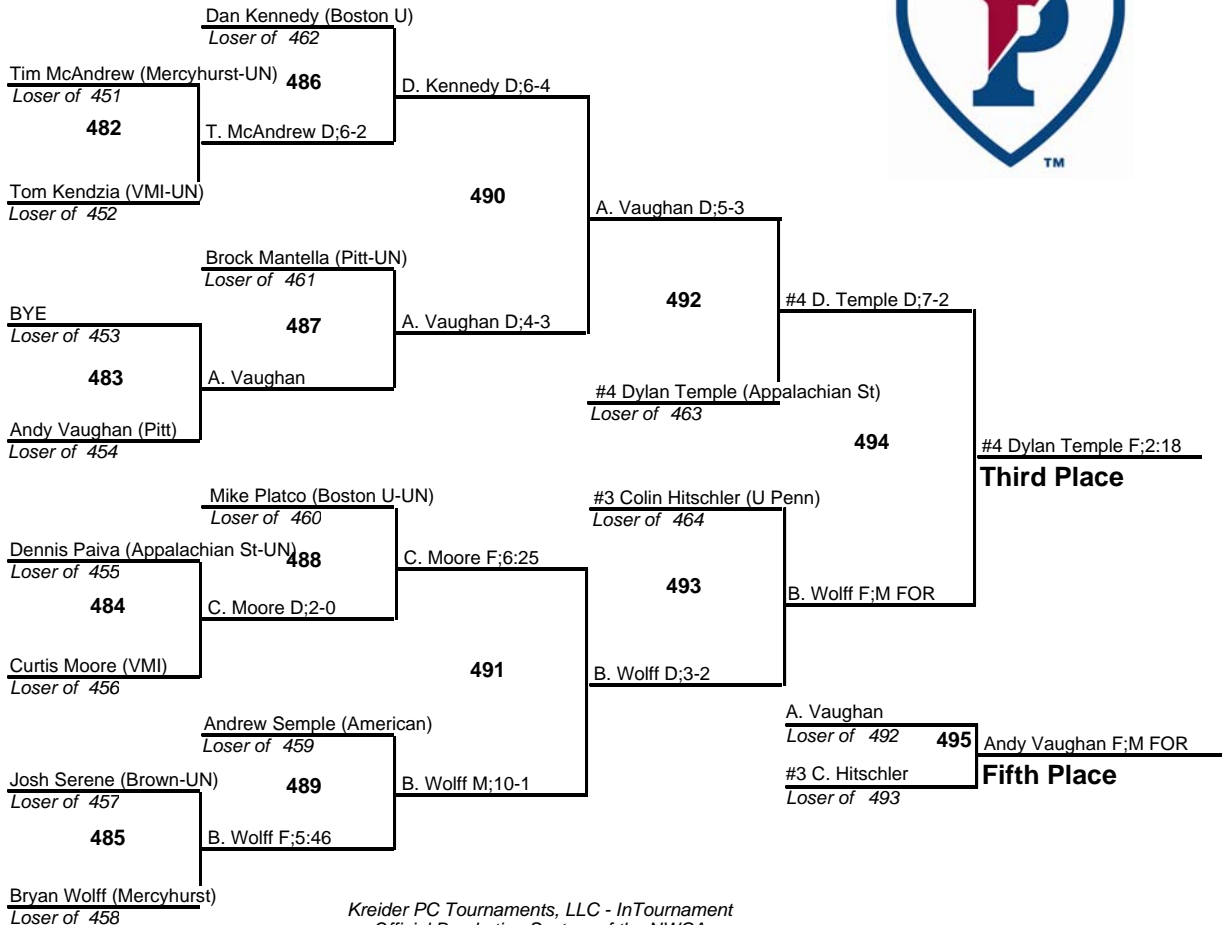 Dan Kennedy (Boston U)
Loser of 462
Tim McAndrew (Mercyhurst-UN)
486
Loser of 451
D. Kennedy D;6-4
482
T. McAndrew D;6-2
P
TM
Tom Kendzia (VMI-UN)
Loser of 452
490
A. Vaughan D;5-3
Brock Mantella (Pitt-UN)
Loser of 461
492
#4 D. Temple D;7-2
BYE
Loser of 453
487
A. Vaughan D;4-3
483
A. Vaughan
#4 Dylan Temple (Appalachian St)
Loser of 463
Andy Vaughan (Pitt)
Loser of 454
494
#4 Dylan Temple F;2:18
Third Place
Mike Platco (Boston U-UN)
Loser of 460
#3 Colin Hitschler (U Penn)
Loser of 464
Dennis Paiva (Appalachian St-UN)
488
Loser of 455
C. Moore F;6:25
493
484
C. Moore D;2-0
B. Wolff F;M FOR
Curtis Moore (VMI)
Loser of 456
491
B. Wolff D;3-2
Andrew Semple (American)
Loser of 459
A. Vaughan
Loser of 492
495
Andy Vaughan F;M FOR
Fifth Place
#3 C. Hitschler
Loser of 493
Josh Serene (Brown-UN)
Loser of 457
489
B. Wolff M;10-1
485
B. Wolff F;5:46
Bryan Wolff (Mercyhurst)
Loser of 458
Kreider PC Tournaments, LLC - InTournament